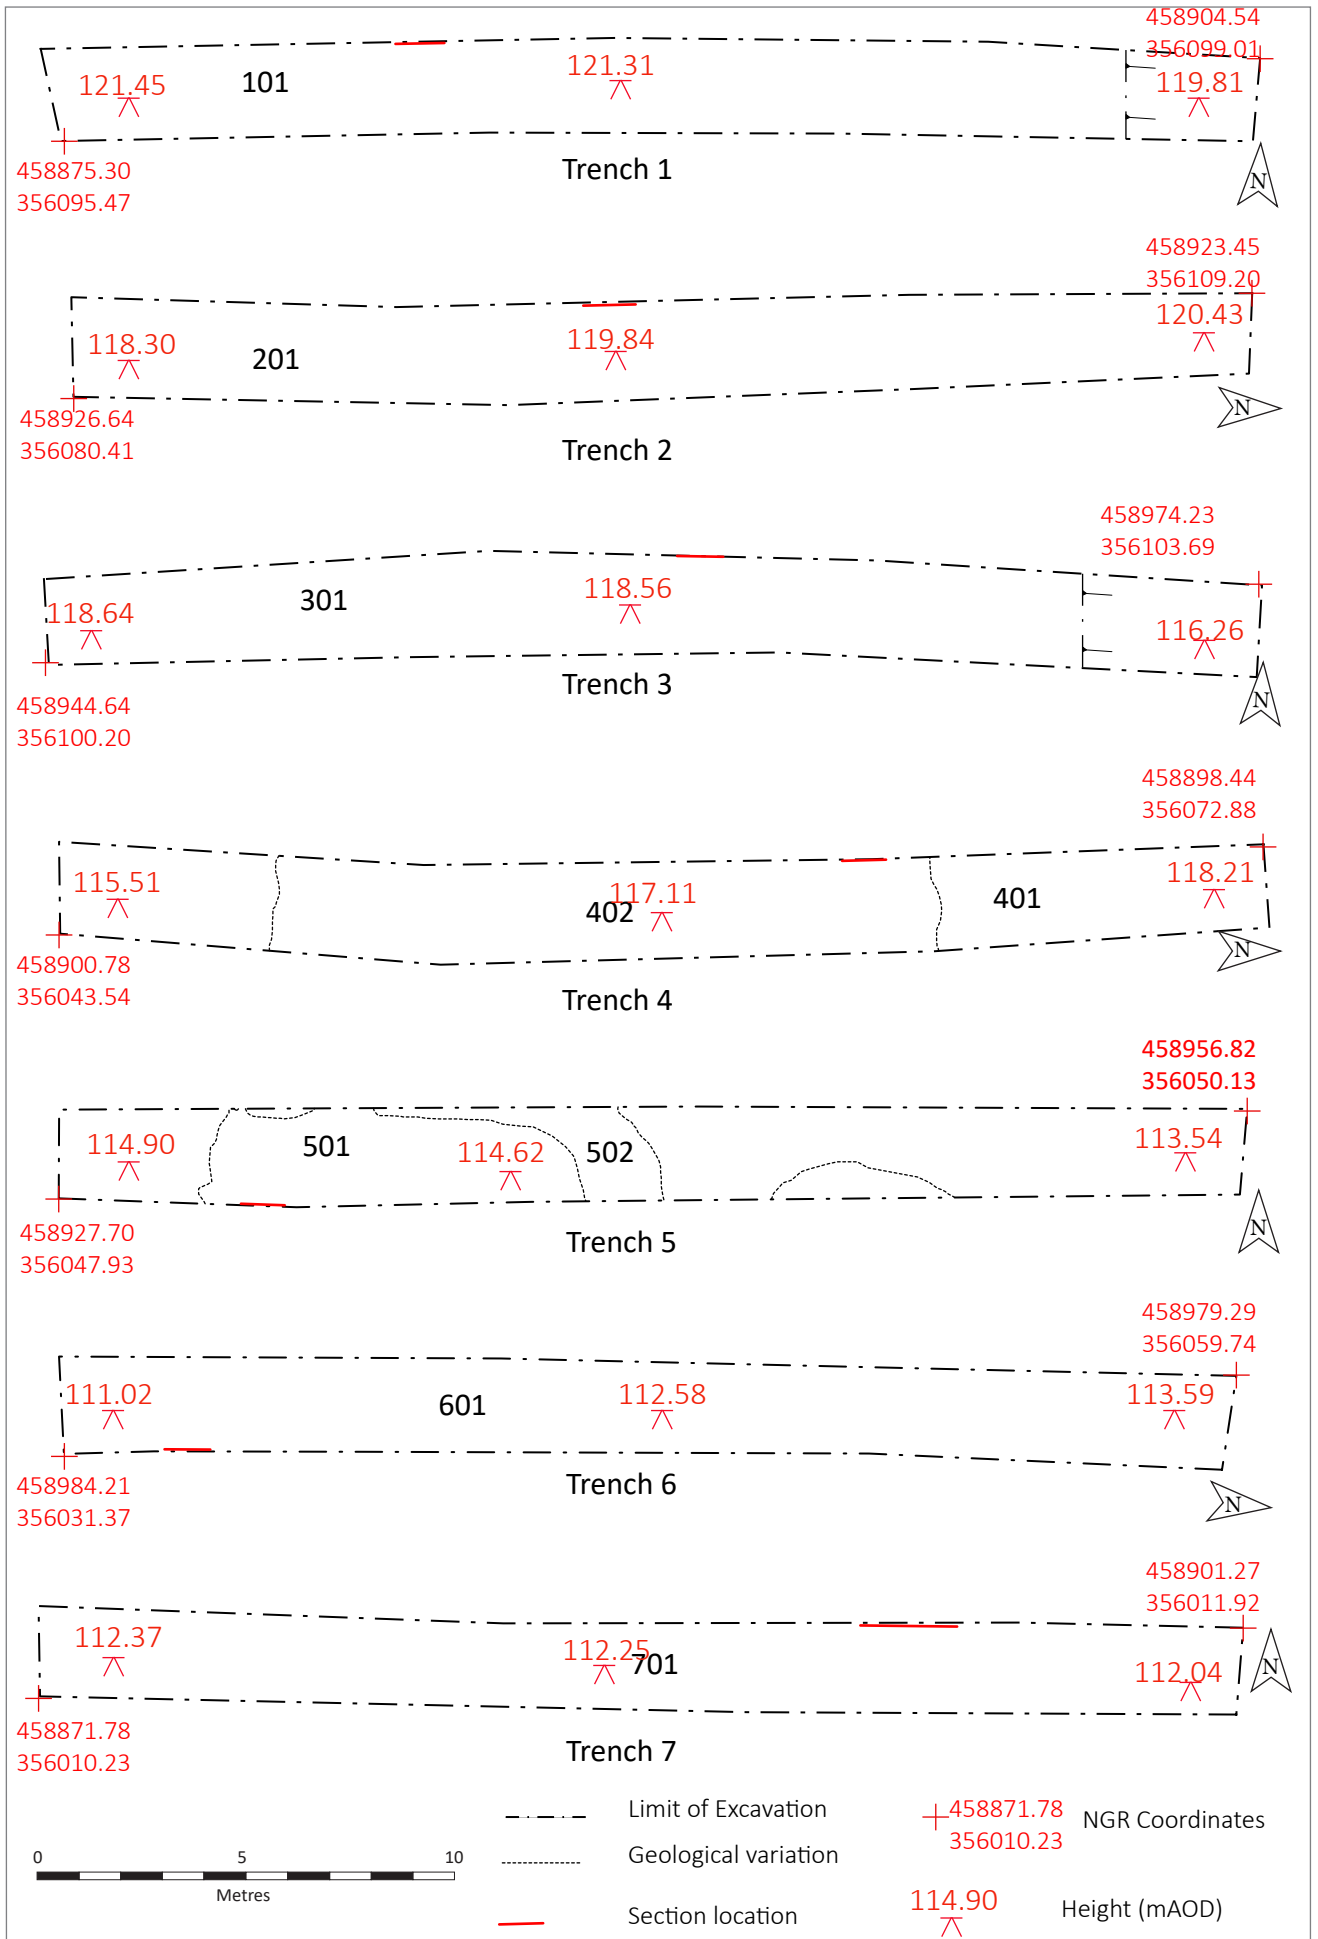 458904.54
356099.01
121.45
101
121.31
119.81
458875.30
356095.47
Trench 1
N
458923.45
356109.20
118.30
201
119.84
120.43
458926.64
356080.41
Trench 2
N
458974.23
356103.69
118.64
301
118.56
116.26
458944.64
356100.20
Trench 3
N
458898.44
356072.88
115.51
402
117.11
401
118.21
458900.78
356043.54
Trench 4
N
458956.82
356050.13
114.90
501
114.62
502
113.54
458927.70
356047.93
Trench 5
N
458979.29
356059.74
111.02
601
112.58
113.59
458984.21
356031.37
Trench 6
N
458901.27
356011.92
112.37
112.25
701
112.04
N
458871.78
356010.23
Trench 7
Limit of Excavation
Geological variation
Section location
458871.78
356010.23
NGR Coordinates
114.90
Height (mAOD)
0 5 10
Metres